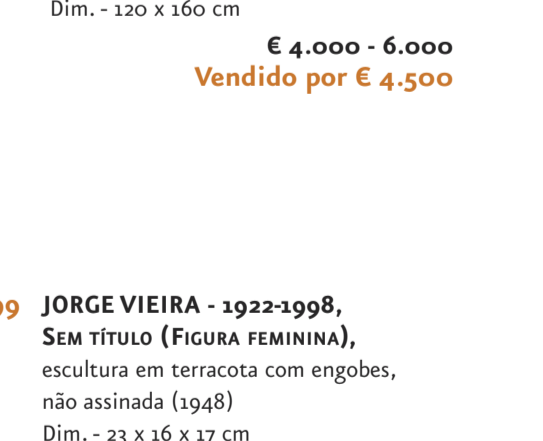 Dim. - 120 x 160 cm
€ 4.000 - 6.000
Vendido por € 4.500
JORGE VIEIRA - 1922-1998,
SEM TÍTULO (FIGURA FEMININA),
escultura em terracota com engobes,
não assinada (1948)
Dim. - 23 x 16 x 17 cm